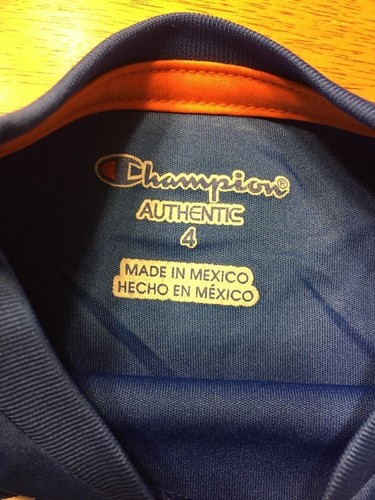 Champion®
AUTHENTIC
4
MADE IN MEXICO
HECHO EN MÉXICO